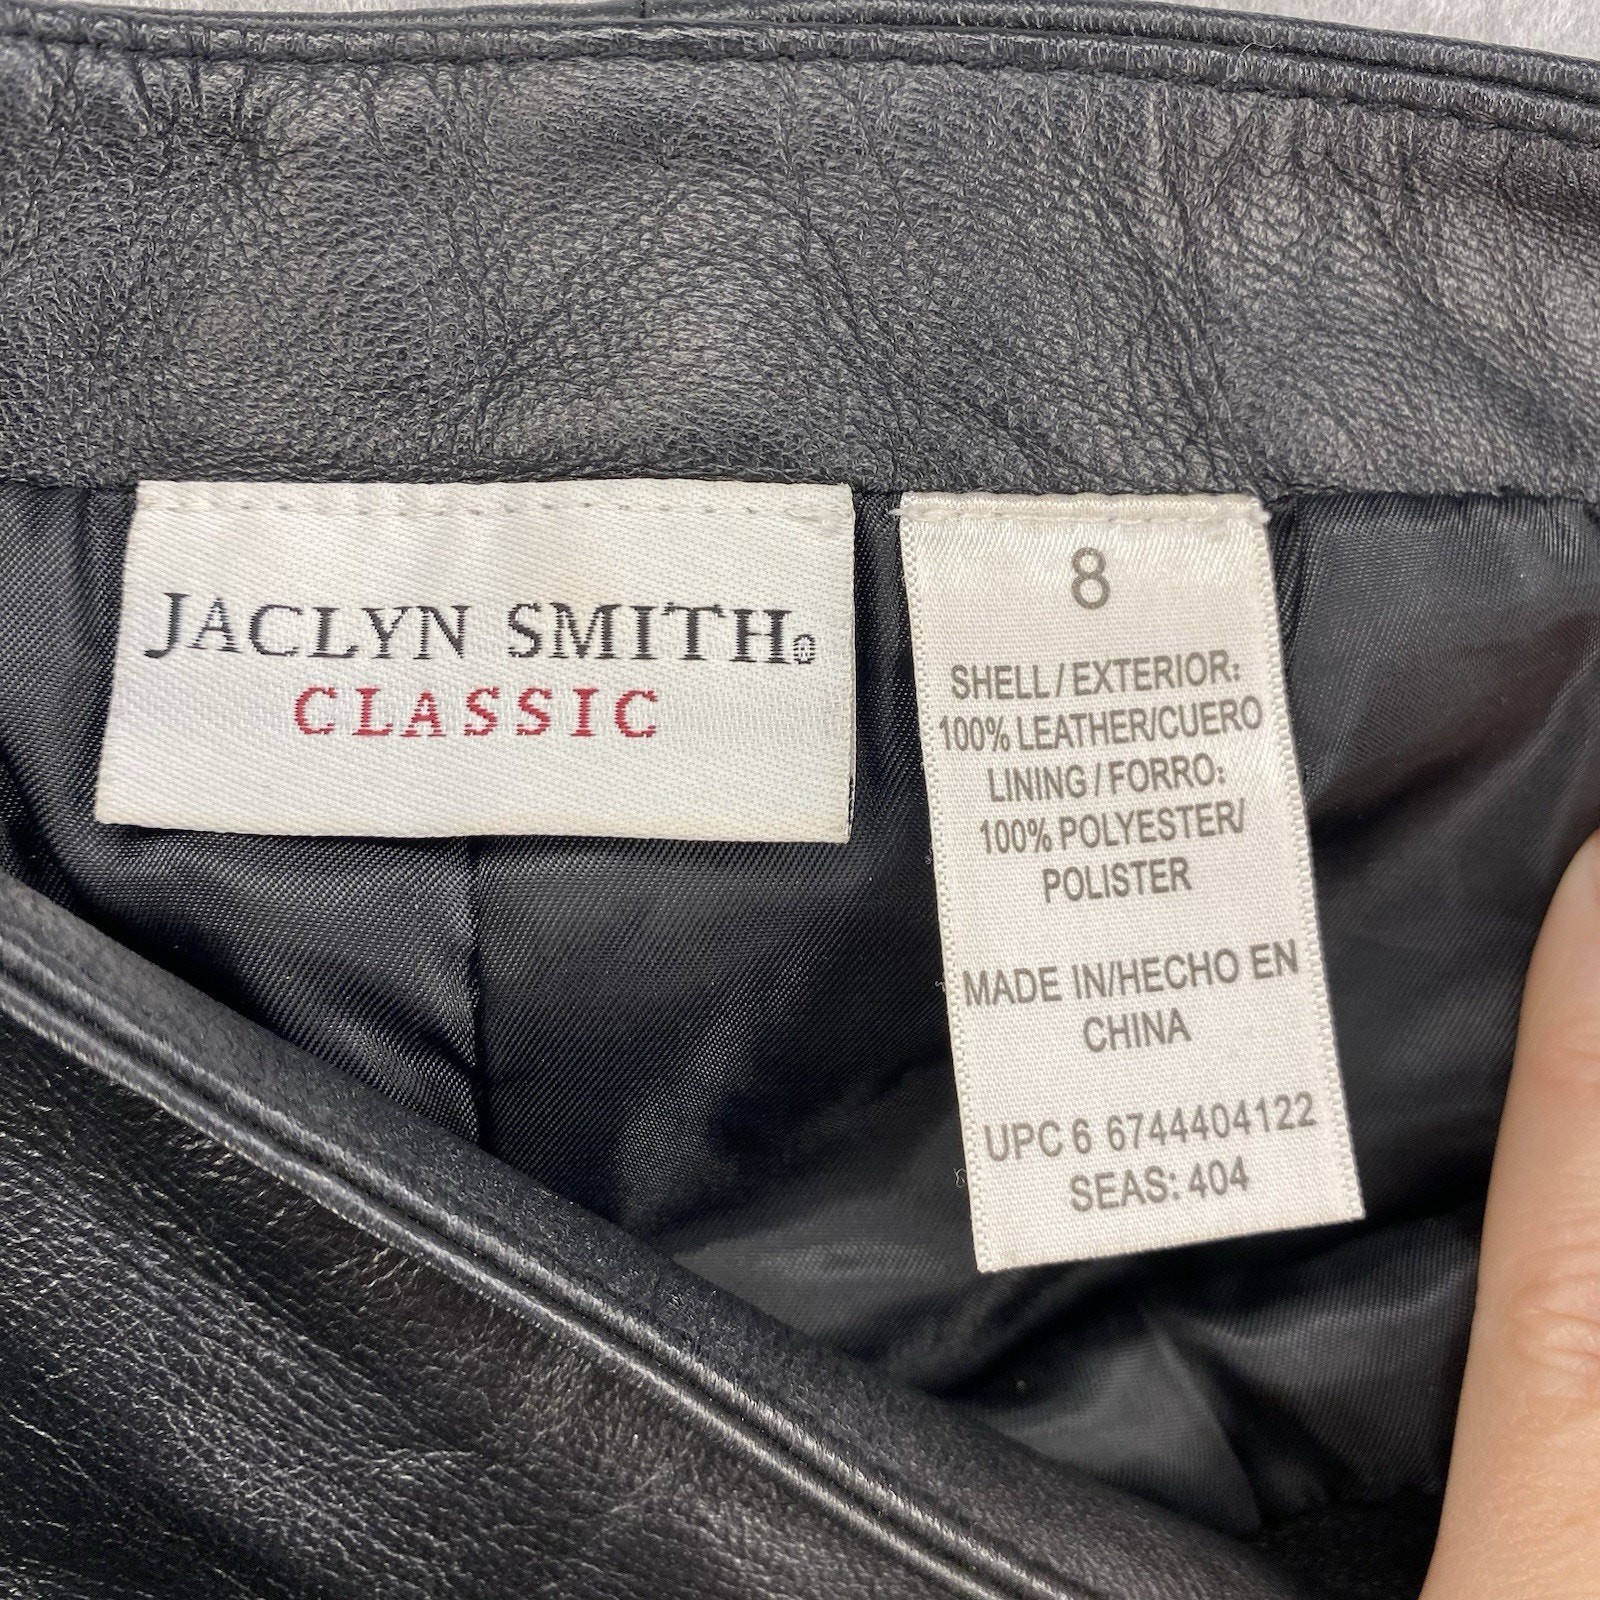 JACLYN SMITH®
CLASSIC
8
SHELL/EXTERIOR:
100% LEATHER/CUERO
LINING/FORRO:
100% POLYESTER/
POLISTER
MADE IN/HECHO EN
CHINA
UPC 6 6744404122
SEAS: 404